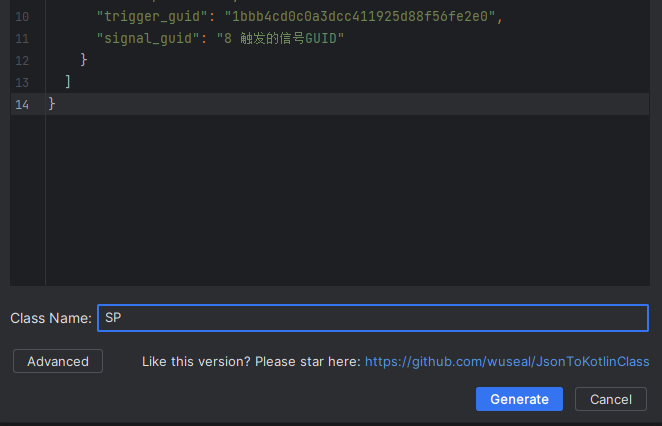 10 "trigger_guid": "1bbb4cd0c0a3dcc411925d88f56fe2e0",
11 "signal_guid": "8 触发的信号GUID"
12 }
13 ]
14 }
Class Name: SP
Advanced Like this version? Please star here: https://github.com/wuseal/JsonToKotlinClass
Generate Cancel